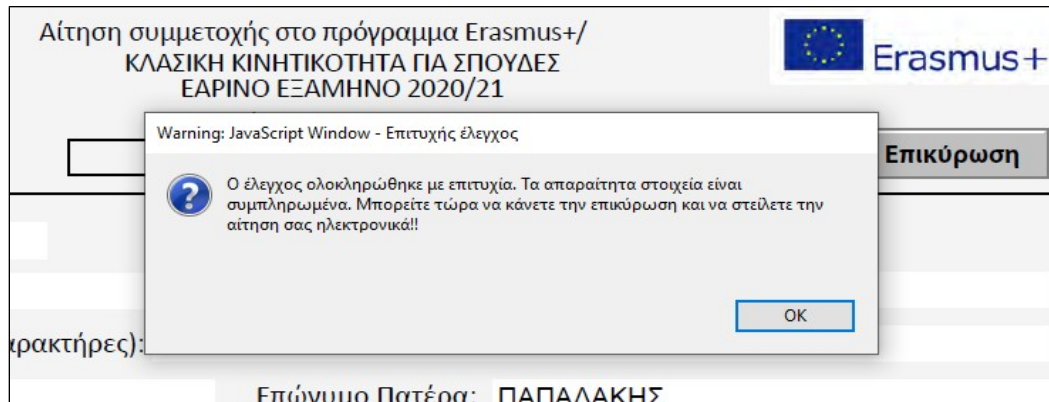 Αίτηση συμμετοχής στο πρόγραμμα Erasmus+/
ΚΛΑΣΙΚΗ ΚΙΝΗΤΙΚΟΤΗΤΑ ΓΙΑ ΣΠΟΥΔΕΣ
ΕΑΡΙΝΟ ΕΞΑΜΗΝΟ 2020/21
Erasmus+
Warning: JavaScript Window - Επιτυχής έλεγχος
Επικύρωση
Ο έλεγχος ολοκληρώθηκε με επιτυχία. Τα απαραίτητα στοιχεία είναι
συμπληρωμένα. Μπορείτε τώρα να κάνετε την επικύρωση και να στείλετε την
αίτηση σας ηλεκτρονικά!!
OK
αρακτήρες):
Επώνυμο Πατέρα: ΠΑΠΑΔΑΚΗΣ